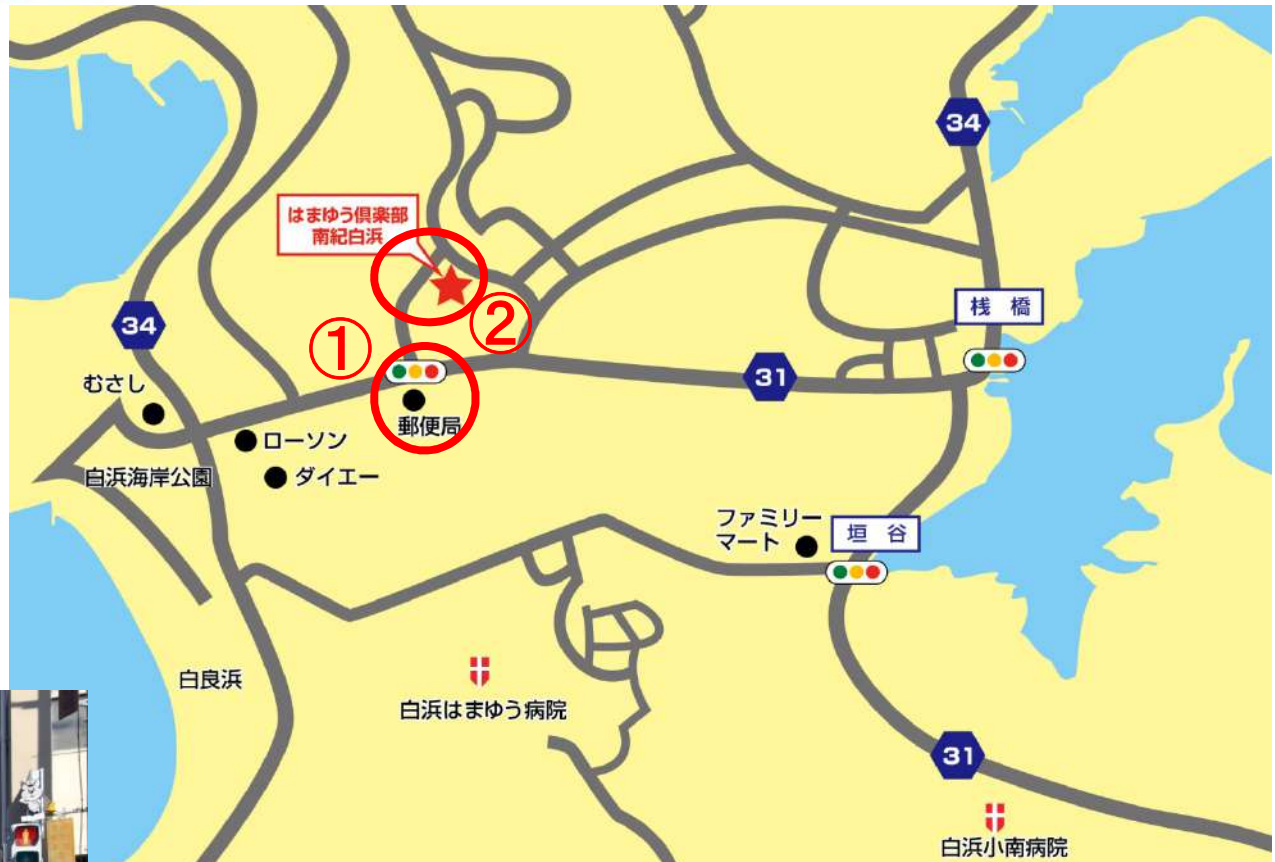 34
はまゆう倶楽部
南紀白浜
②
桟橋
34
①
31
むさし
郵便局
ローソン
白浜海岸公園
ダイエー
ファミリー
マート
垣谷
白良浜
白浜はまゆう病院
31
白浜小南病院